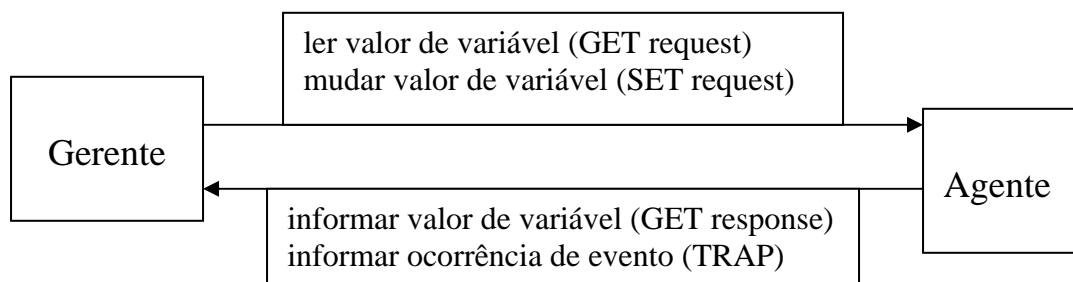 ler valor de variável (GET request)
mudar valor de variável (SET request)
Gerente
Agente
informar valor de variável (GET response)
informar ocorrência de evento (TRAP)